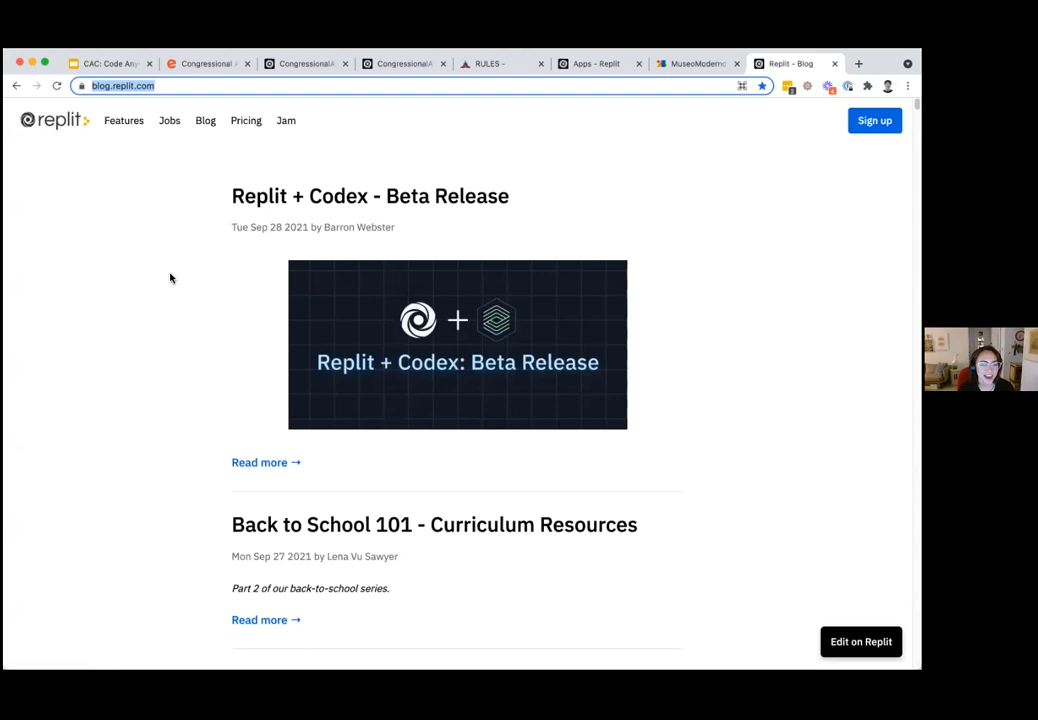 CAC: Code Any
Congressional A
CongressionalA
CongressionalA
RULES -
Apps - Replit
MuseoModerno
Replit - Blog
blog.replit.com
replit
Features
Jobs
Blog
Pricing
Jam
Sign up
Replit + Codex - Beta Release
Tue Sep 28 2021 by Barron Webster
Replit + Codex: Beta Release
Read more →
Back to School 101 - Curriculum Resources
Mon Sep 27 2021 by Lena Vu Sawyer
Part 2 of our back-to-school series.
Read more →
Edit on Replit